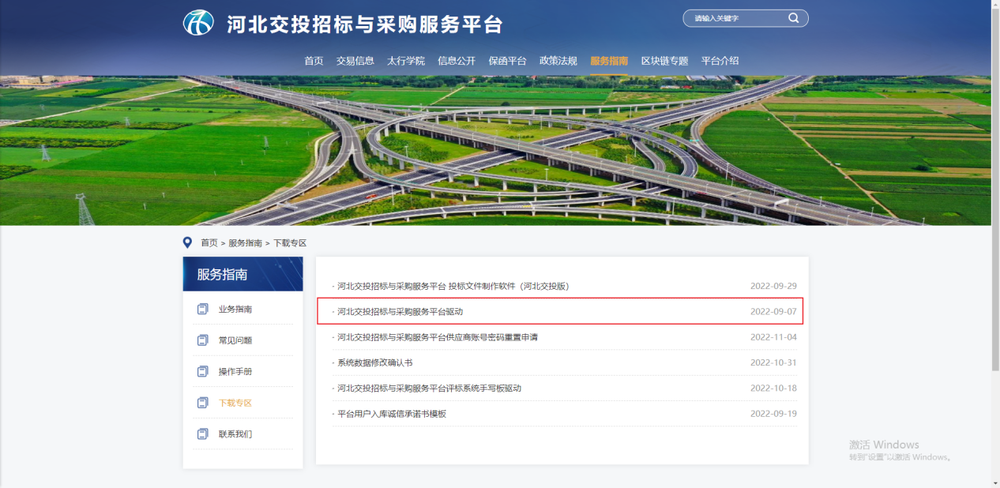 河北交投招标与采购服务平台
请输入关键字
首页 交易信息 太行学院 信息公开 保函平台 政策法规 服务指南 区块链专题 平台介绍
首页 > 服务指南 > 下载专区
服务指南
业务指南
常见问题
操作手册
下载专区
联系我们
· 河北交投招标与采购服务平台 投标文件制作软件（河北交投版） 2022-09-29
· 河北交投招标与采购服务平台驱动 2022-09-07
· 河北交投招标与采购服务平台供应商账号密码重置申请 2022-11-04
· 系统数据修改确认书 2022-10-31
· 河北交投招标与采购服务平台评标系统手写板驱动 2022-10-18
· 平台用户入库诚信承诺书模板 2022-09-19
激活 Windows
转到"设置"以激活 Windows。